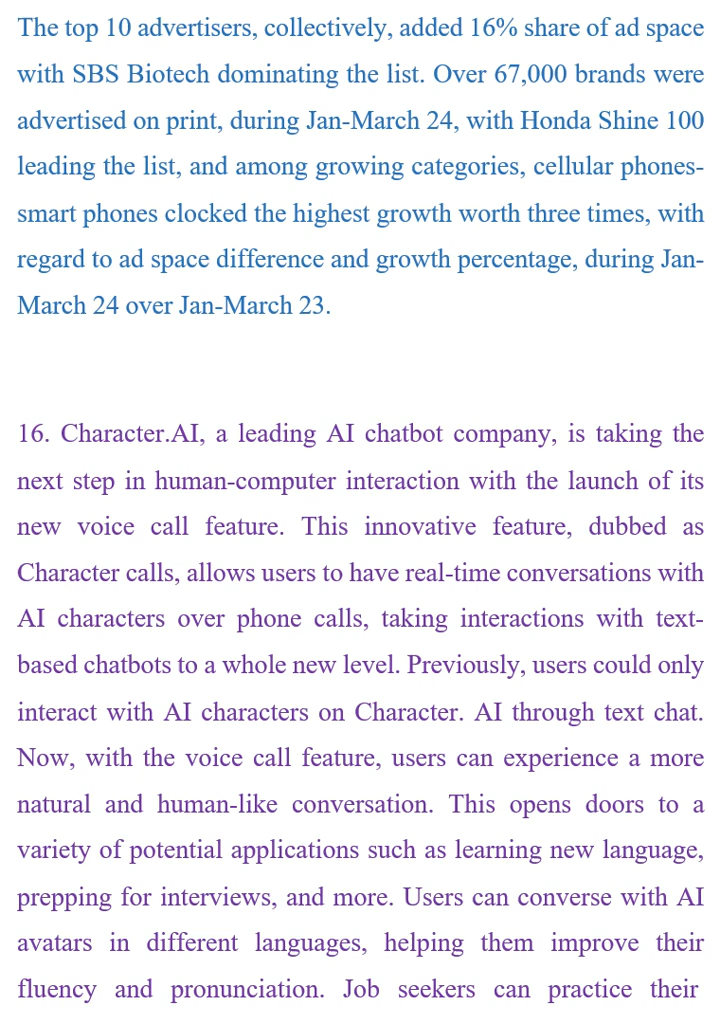 The top 10 advertisers, collectively, added 16% share of ad space
with SBS Biotech dominating the list. Over 67,000 brands were
advertised on print, during Jan-March 24, with Honda Shine 100
leading the list, and among growing categories, cellular phones-
smart phones clocked the highest growth worth three times, with
regard to ad space difference and growth percentage, during Jan-
March 24 over Jan-March 23.
16. Character.AI, a leading AI chatbot company, is taking the
next step in human-computer interaction with the launch of its
new voice call feature. This innovative feature, dubbed as
Character calls, allows users to have real-time conversations with
AI characters over phone calls, taking interactions with text-
based chatbots to a whole new level. Previously, users could only
interact with AI characters on Character. AI through text chat.
Now, with the voice call feature, users can experience a more
natural and human-like conversation. This opens doors to a
variety of potential applications such as learning new language,
prepping for interviews, and more. Users can converse with AI
avatars in different languages, helping them improve their
fluency and pronunciation. Job seekers can practice their